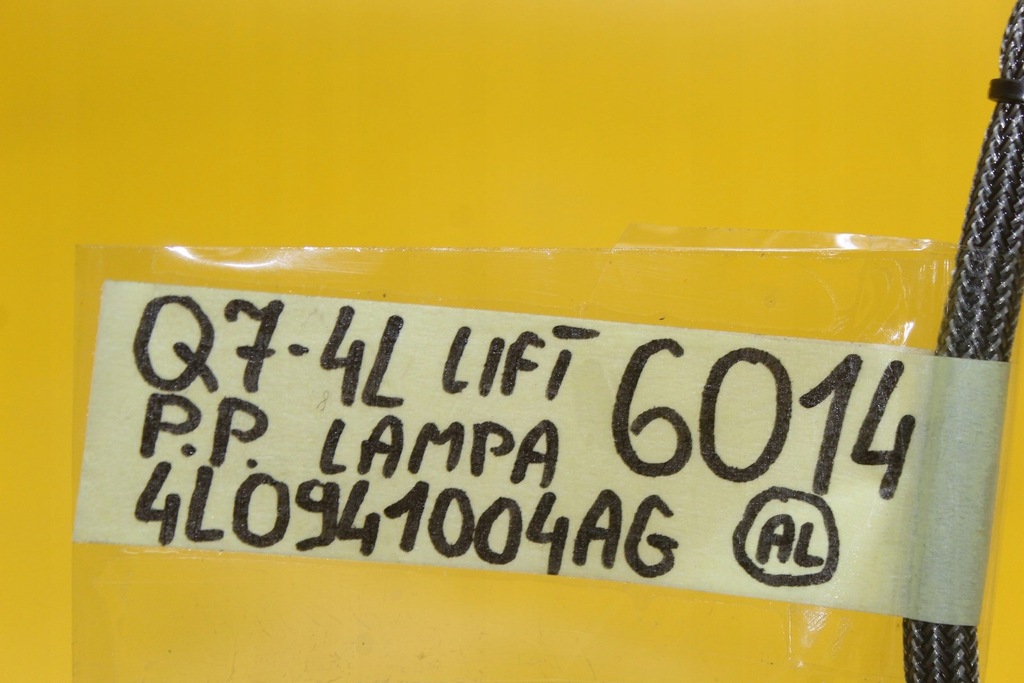 Q7-4L LIFT 6014
P.P. LAMPA
4L0941004AG AL